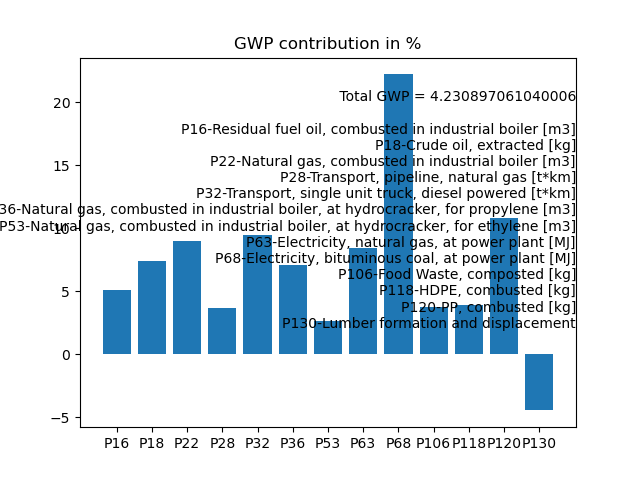 GWP contribution in %
Total GWP = 4.230897061040006
P16-Residual fuel oil, combusted in industrial boiler [m3]
P18-Crude oil, extracted [kg]
P22-Natural gas, combusted in industrial boiler [m3]
P28-Transport, pipeline, natural gas [t*km]
P32-Transport, single unit truck, diesel powered [t*km]
36-Natural gas, combusted in industrial boiler, at hydrocracker, for propylene [m3]
P53-Natural gas, combusted in industrial boiler, at hydrocracker, for ethylene [m3]
P63-Electricity, natural gas, at power plant [MJ]
P68-Electricity, bituminous coal, at power plant [MJ]
P106-Food Waste, composted [kg]
P118-HDPE, combusted [kg]
P120-PP, combusted [kg]
P130-Lumber formation and displacement
20
15
10
5
0
−5
P16 P18 P22 P28 P32 P36 P53 P63 P68 P106 P118 P120 P130